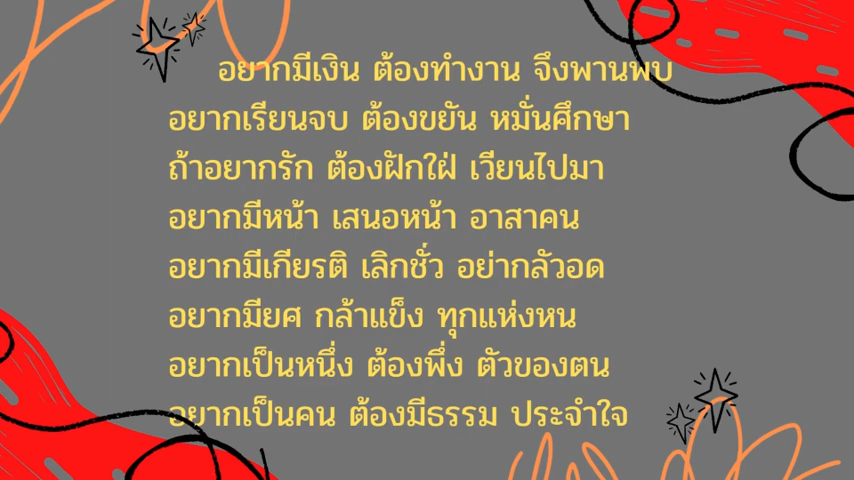 อยากมีเงิน ต้องทำงาน จึงพานพบ
อยากเรียนจบ ต้องขยัน หมั่นศึกษา
ถ้าอยากรัก ต้องฝักใฝ่ เวียนไปมา
อยากมีหน้า เสนอหน้า อาสาคน
อยากมีเกียรติ เลิกชั่ว อย่ากลัวอด
อยากมียศ กล้าแข็ง ทุกแห่งหน
อยากเป็นหนึ่ง ต้องพึ่ง ตัวของตน
อยากเป็นคน ต้องมีธรรม ประจำใจ